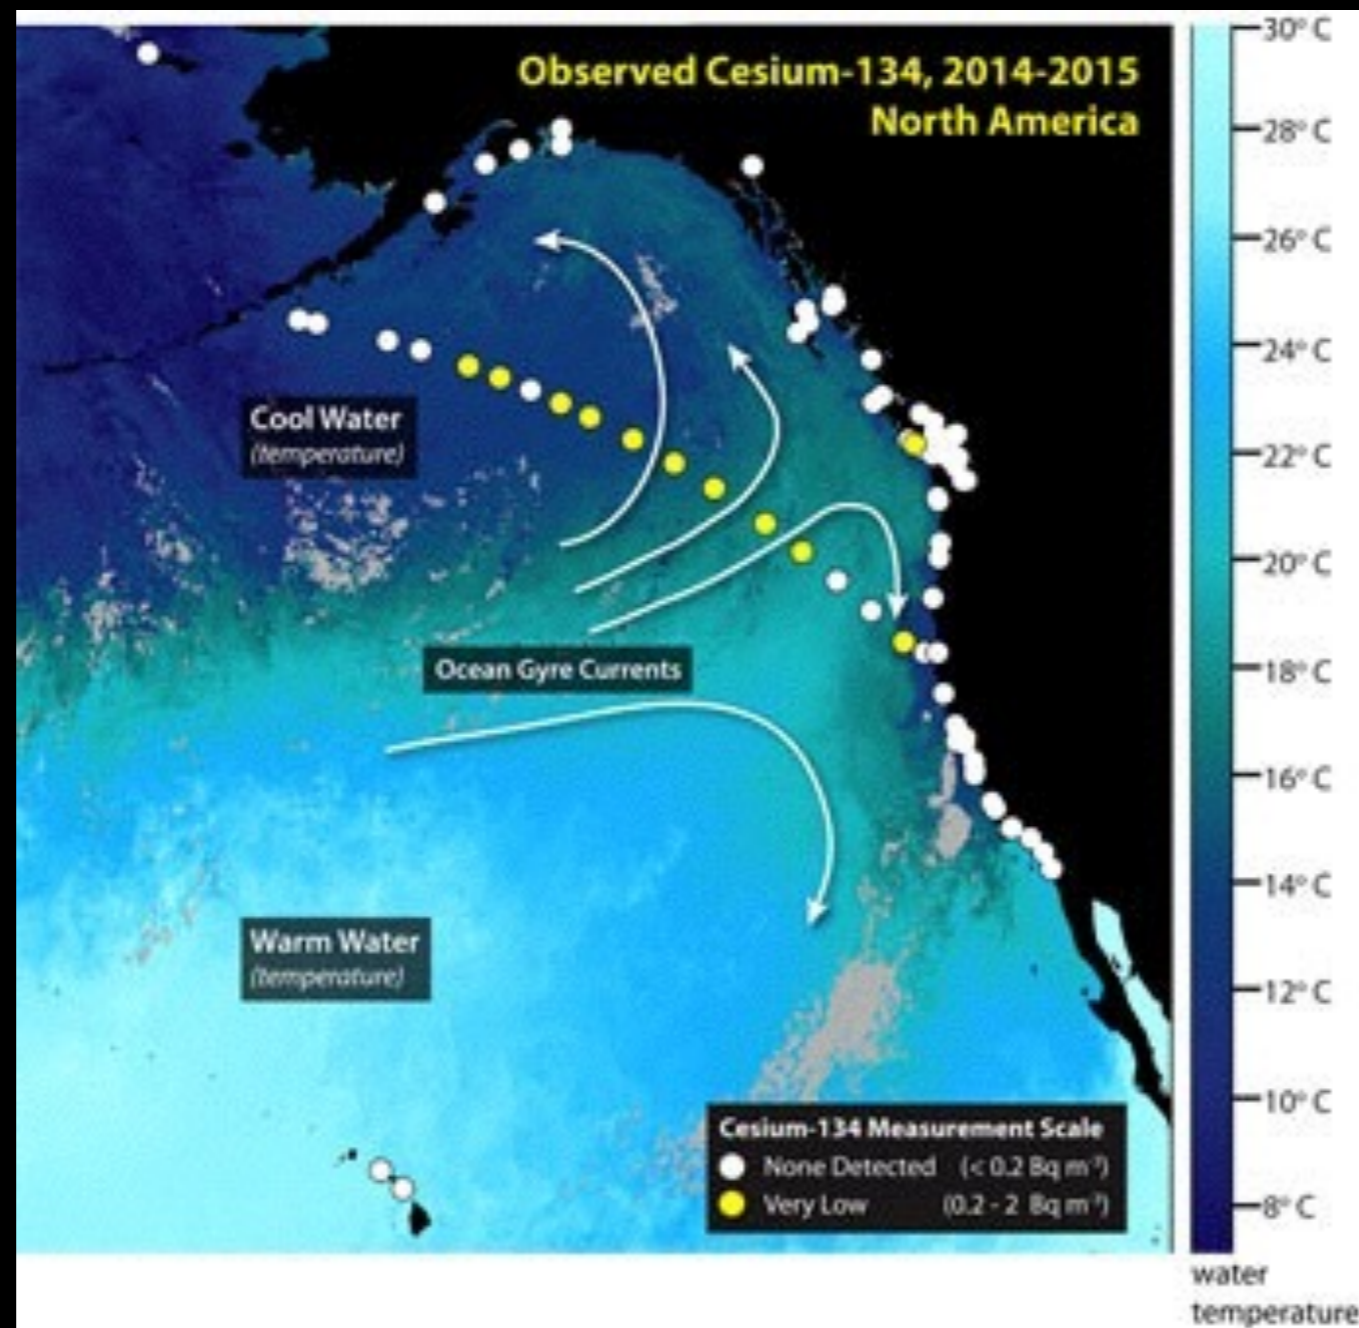 Observed Cesium-134, 2014-2015
North America
Cool Water
(temperature)
Ocean Gyre Currents
Warm Water
(temperature)
Cesium-134 Measurement Scale
None Detected (< 0.2 Bq m⁻³)
Very Low (0.2 - 2 Bq m⁻³)
30° C
28° C
26° C
24° C
22° C
20° C
18° C
16° C
14° C
12° C
10° C
8° C
water
temperature